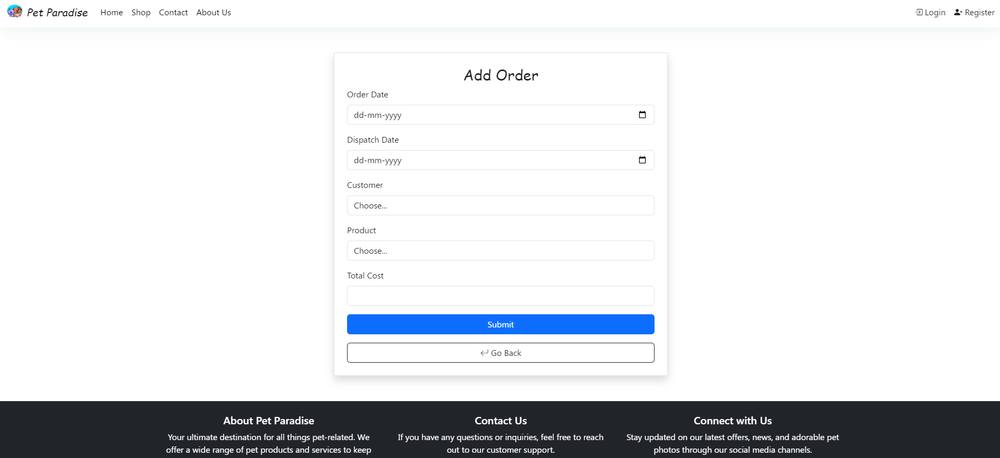 Pet Paradise Home Shop Contact About Us Login Register
Add Order
Order Date
dd-mm-yyyy
Dispatch Date
dd-mm-yyyy
Customer
Choose...
Product
Choose...
Total Cost
Submit
Go Back
About Pet Paradise
Your ultimate destination for all things pet-related. We
offer a wide range of pet products and services to keep
Contact Us
If you have any questions or inquiries, feel free to reach
out to our customer support.
Connect with Us
Stay updated on our latest offers, news, and adorable pet
photos through our social media channels.